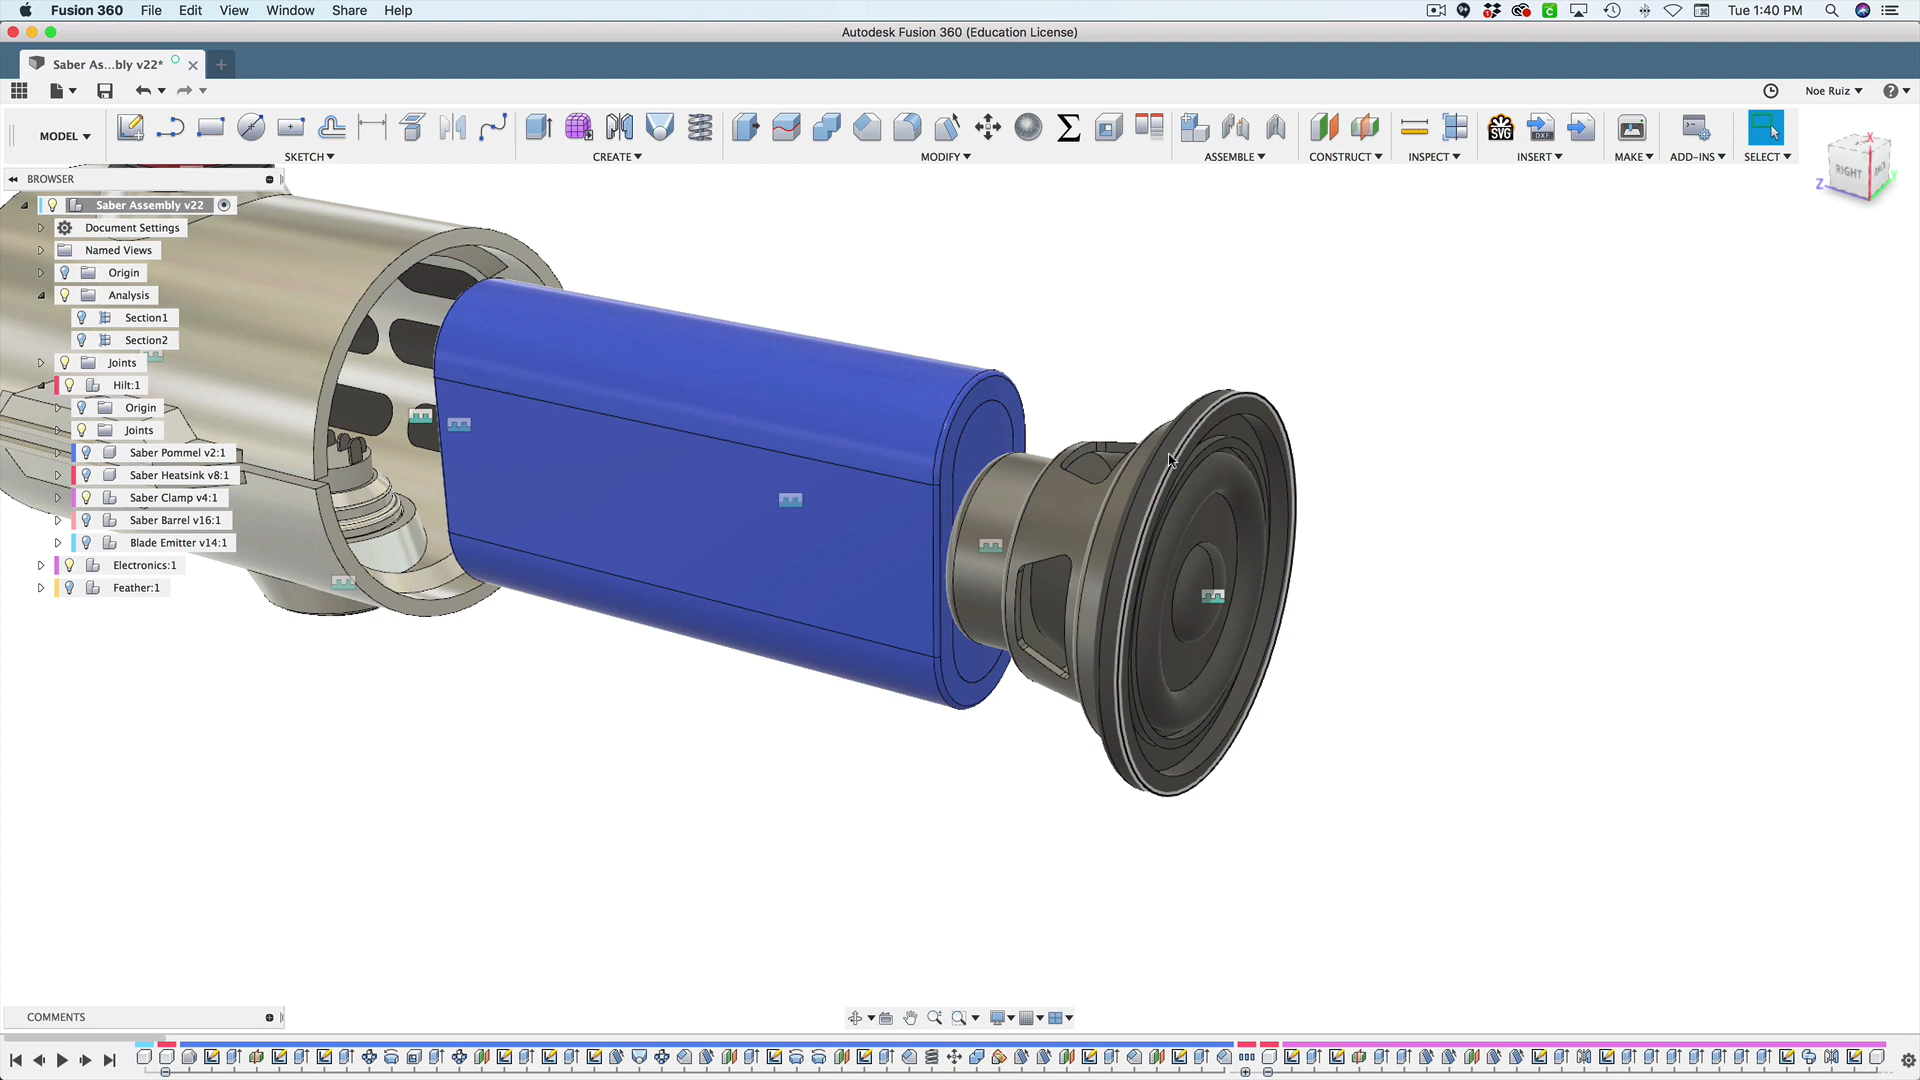 Fusion 360 File Edit View Window Share Help Tue 1:40 PM
Autodesk Fusion 360 (Education License)
Saber As...bly v22*
Noe Ruiz
MODEL
SVG DXF
SKETCH CREATE MODIFY ASSEMBLE CONSTRUCT INSPECT INSERT MAKE ADD-INS SELECT
X
RIGHT
Z
BROWSER
Saber Assembly v22
Document Settings
Named Views
Origin
Analysis
Section1
Section2
Joints
Hilt:1
Origin
Joints
Saber Pommel v2:1
Saber Heatsink v8:1
Saber Clamp v4:1
Saber Barrel v16:1
Blade Emitter v14:1
Electronics:1
Feather:1
COMMENTS